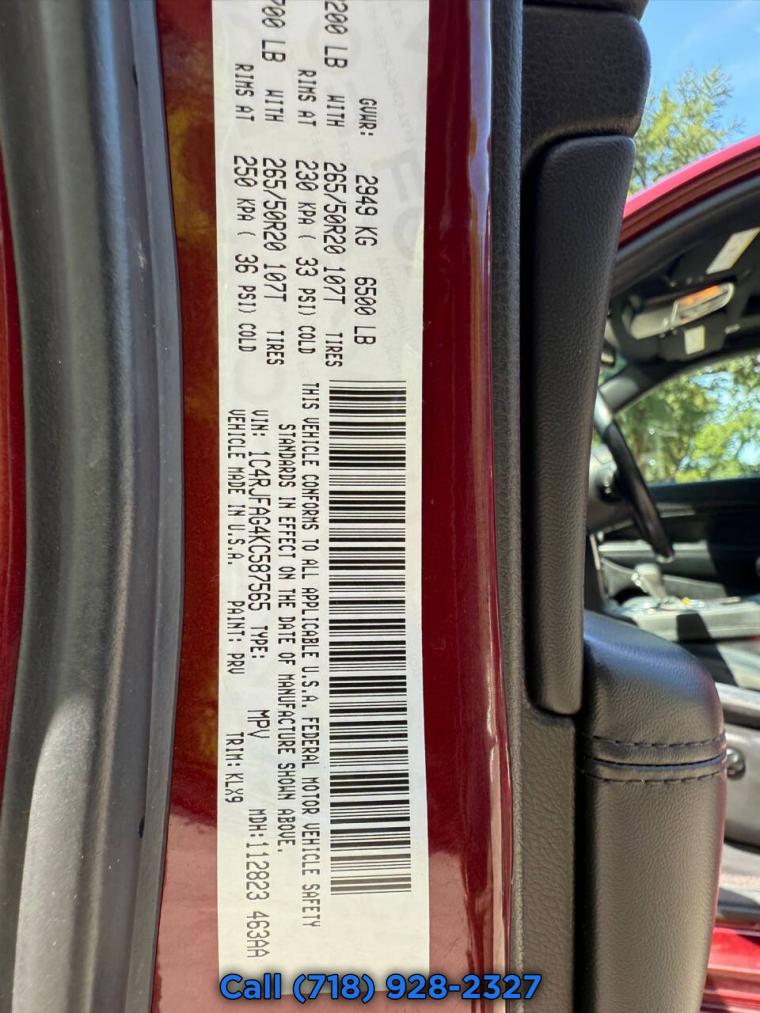 GVWR: 2949 KG 6500 LB
200 LB WITH 265/50R20 107T TIRES
RIMS AT 230 KPA ( 33 PSI) COLD
700 LB WITH 265/50R20 107T TIRES
RIMS AT 250 KPA ( 36 PSI) COLD
THIS VEHICLE CONFORMS TO ALL APPLICABLE U.S.A. FEDERAL MOTOR VEHICLE SAFETY
STANDARDS IN EFFECT ON THE DATE OF MANUFACTURE SHOWN ABOVE.
VIN: 1C4RJFAG4KC587565 TYPE: MPV MDH:112823 463AA
VEHICLE MADE IN U.S.A. PAINT: PRV TRIM: KLX9
Call (718) 928-2327